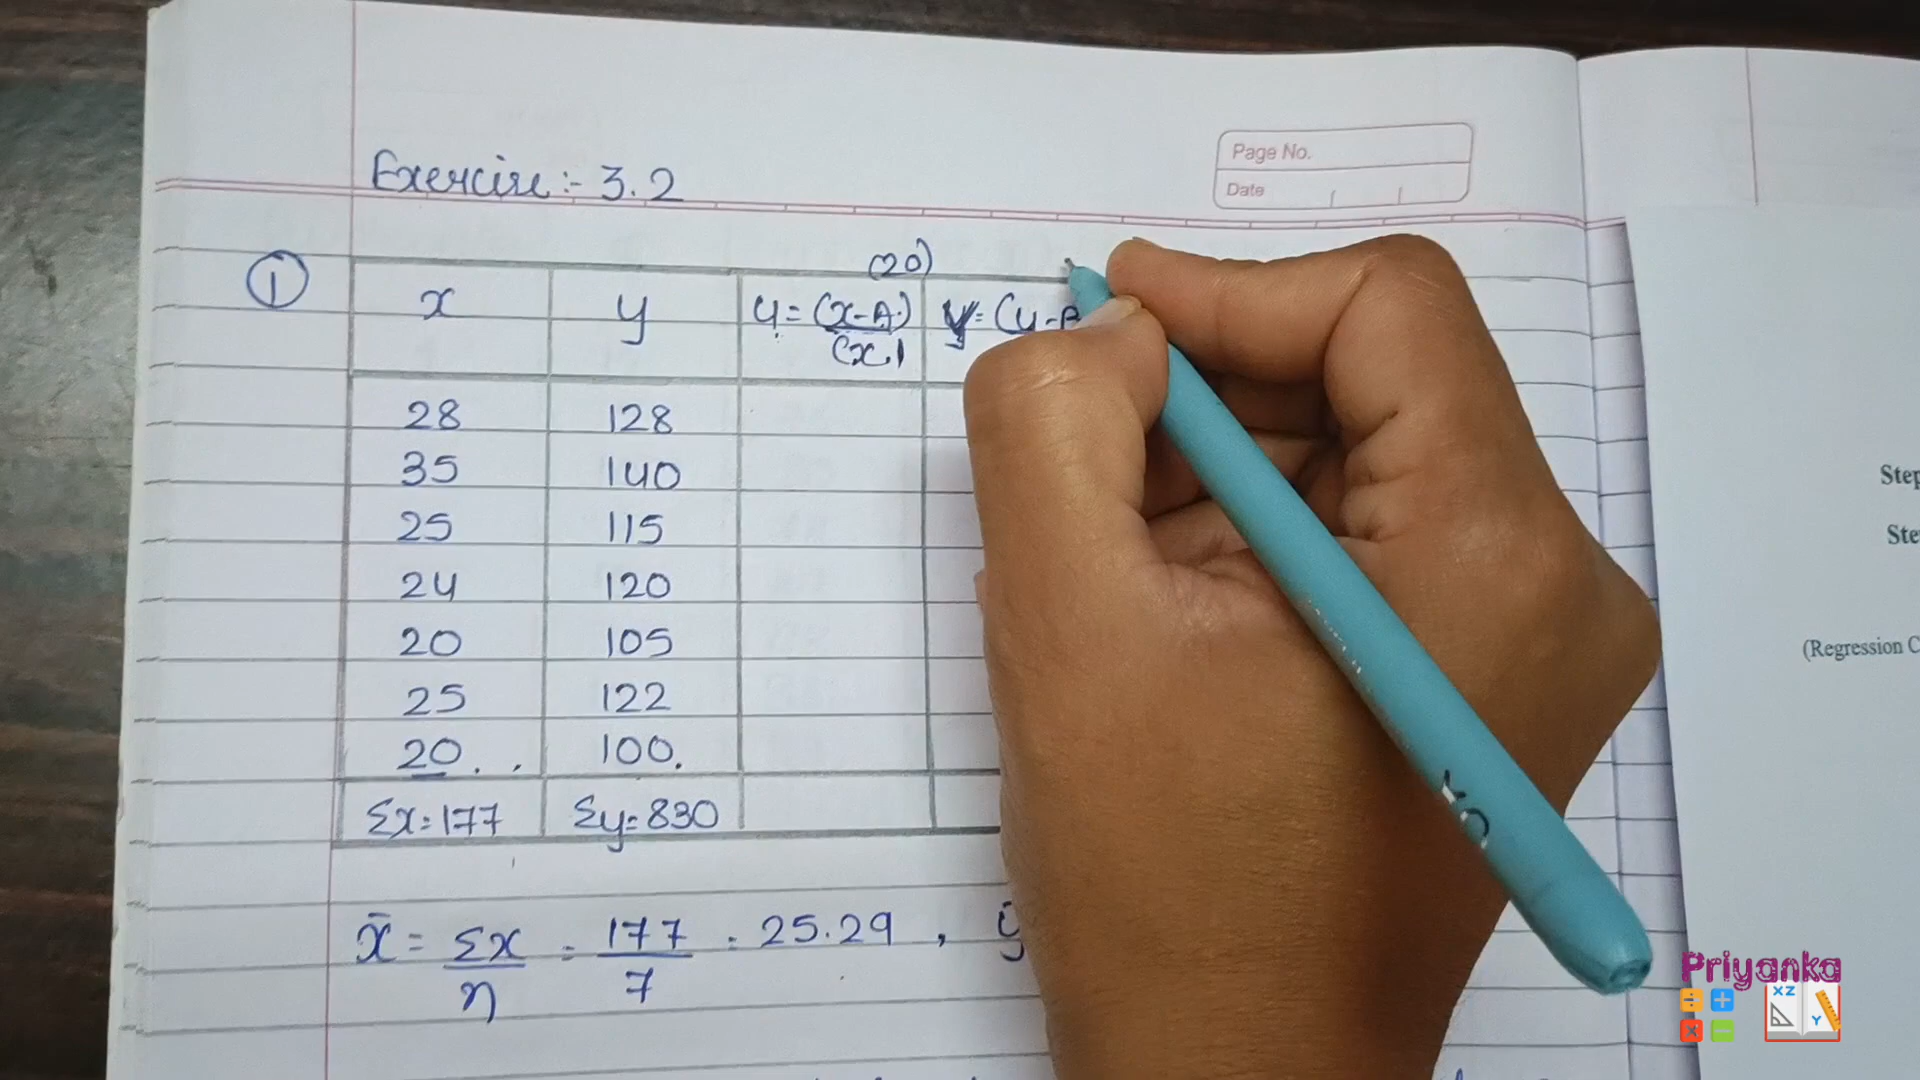 Page No.
Date
Exercise:- 3.2
(20)
① x y u = (x-A) v = (y-B
(x)
28 128
35 140
25 115
24 120
20 105
25 122
20 100
Σx=177 Σy=830
x̄ = Σx = 177 = 25.29 , ȳ
n 7
Step
Ste
(Regression C
Priyanka
XZ
Y